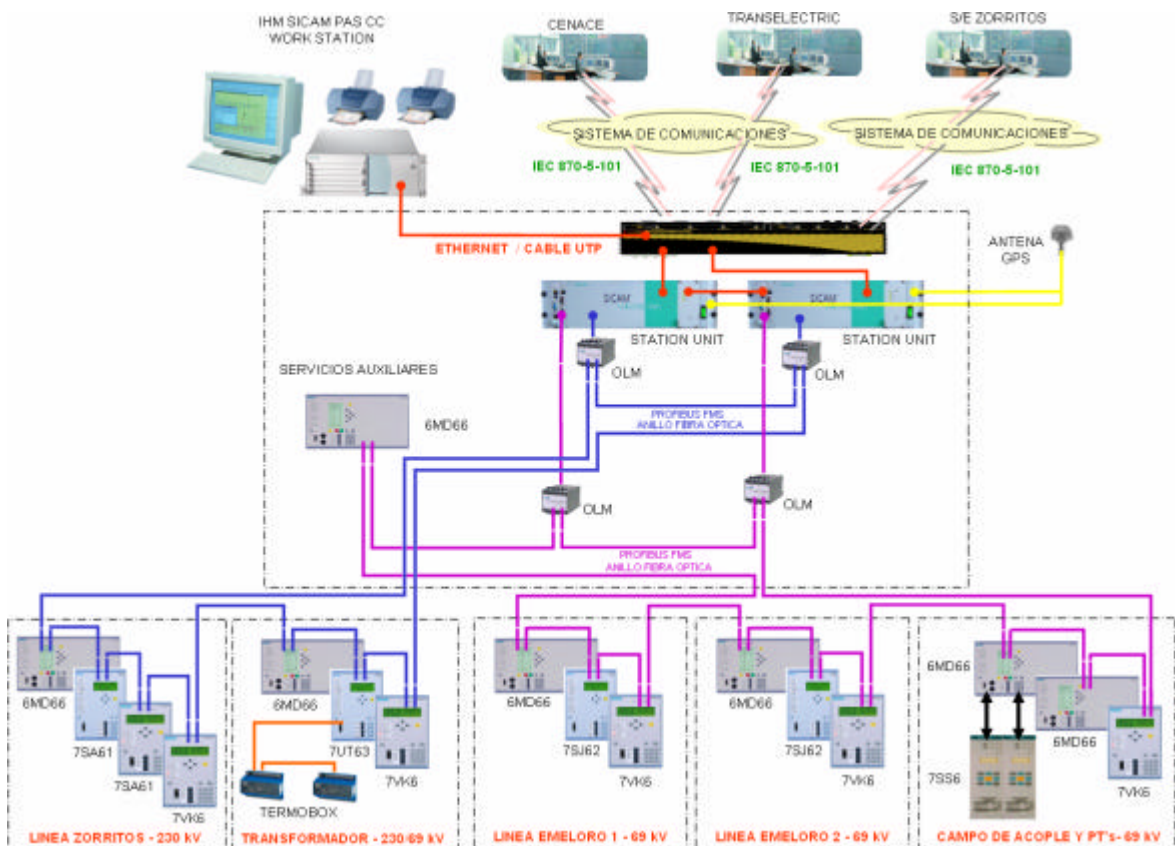 IHM SICAM PAS CC
WORK STATION
CENACE
TRANSELECTRIC
S/E ZORRITOS
SISTEMA DE COMUNICACIONES
SISTEMA DE COMUNICACIONES
IEC 870-5-101
IEC 870-5-101
IEC 870-5-101
ETHERNET / CABLE UTP
ANTENA
GPS
SICAM
SICAM
STATION UNIT
STATION UNIT
OLM
OLM
SERVICIOS AUXILIARES
6MD66
PROFIBUS FMS
ANILLO FIBRA OPTICA
OLM
OLM
PROFIBUS FMS
ANILLO FIBRA OPTICA
6MD66
7SA61
7SA61
7VK6
LINEA ZORRITOS - 230 kV
6MD66
7UT63
7VK6
TERMOBOX
TRANSFORMADOR - 230/69 kV
6MD66
7SJ62
7VK6
LINEA EMELORO 1 - 69 kV
6MD66
7SJ62
7VK6
LINEA EMELORO 2 - 69 kV
6MD66
6MD66
7SS6
7VK6
CAMPO DE ACOPLE Y PT's- 69 kV